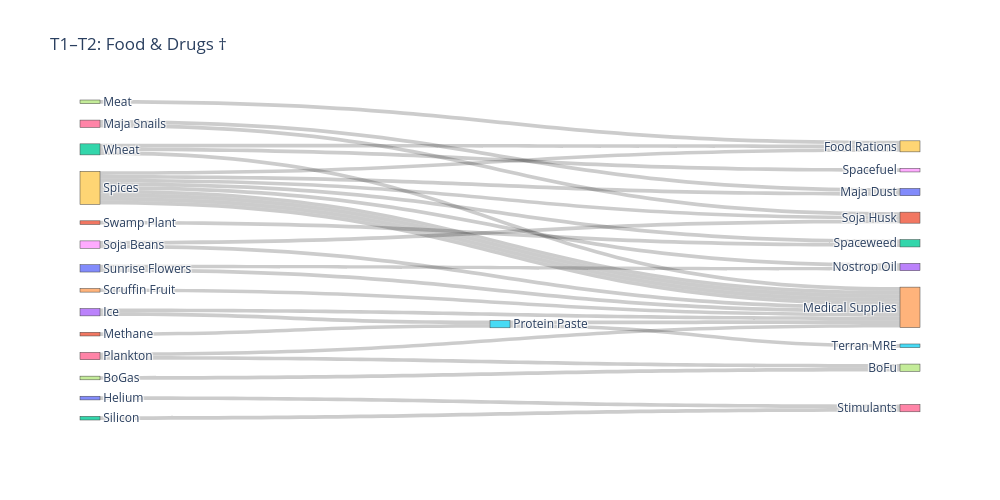 T1–T2: Food & Drugs †
Meat
Maja Snails
Wheat
Spices
Swamp Plant
Soja Beans
Sunrise Flowers
Scruffin Fruit
Ice
Methane
Plankton
BoGas
Helium
Silicon
Protein Paste
Food Rations
Spacefuel
Maja Dust
Soja Husk
Spaceweed
Nostrop Oil
Medical Supplies
Terran MRE
BoFu
Stimulants